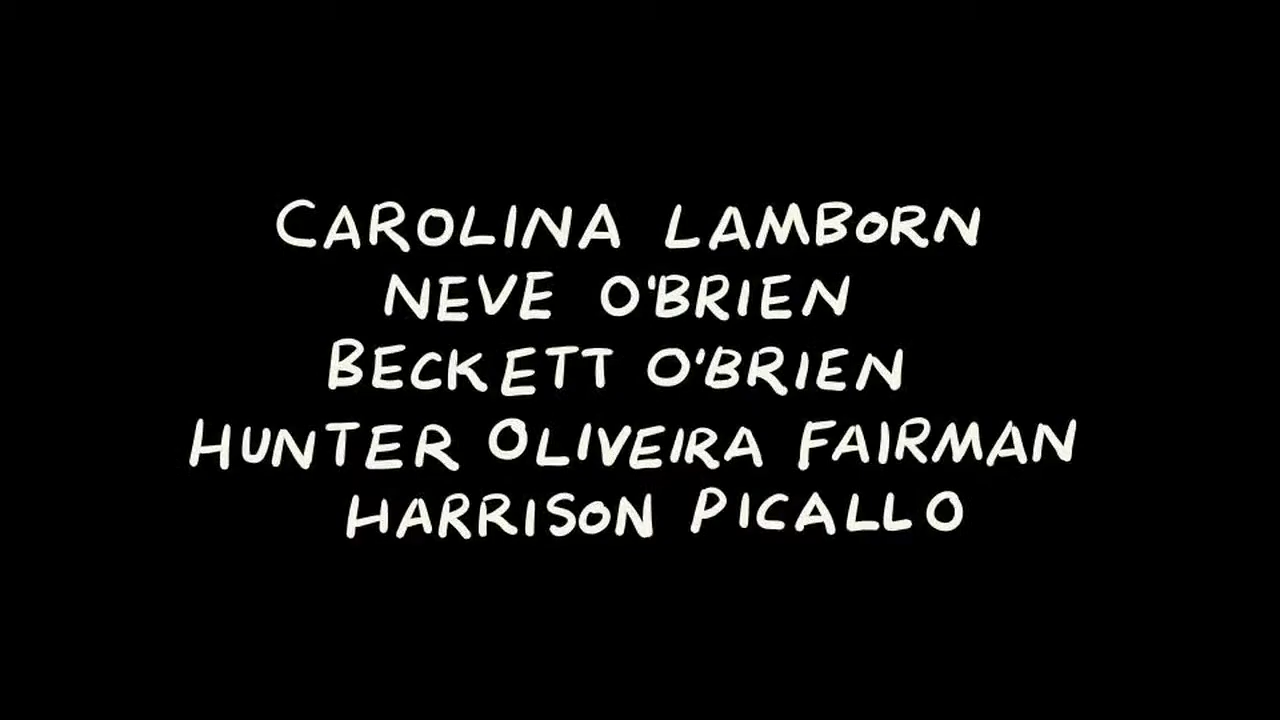 CAROLINA LAMBORN
NEVE O'BRIEN
BECKETT O'BRIEN
HUNTER OLIVEIRA FAIRMAN
HARRISON PICALLO